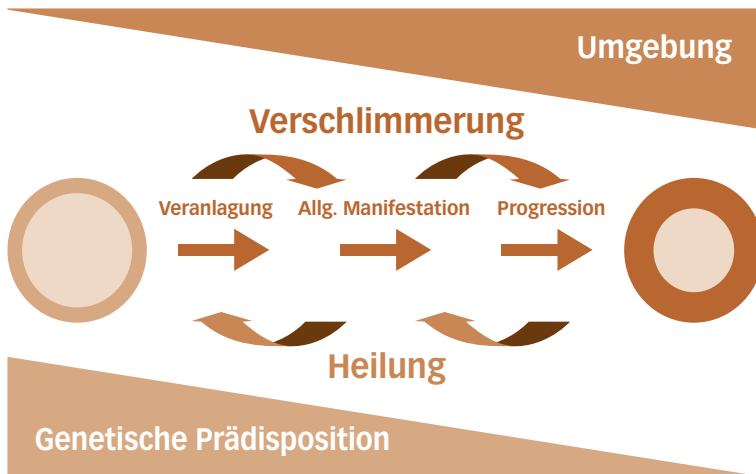 Umgebung
Verschlimmerung
Veranlagung Allg. Manifestation Progression
Heilung
Genetische Prädisposition